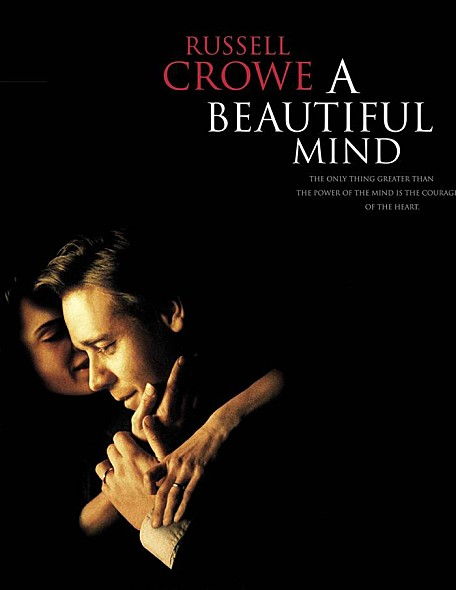 RUSSELL
CROWE A
BEAUTIFUL
MIND
THE ONLY THING GREATER THAN
THE POWER OF THE MIND IS THE COURAGE
OF THE HEART.